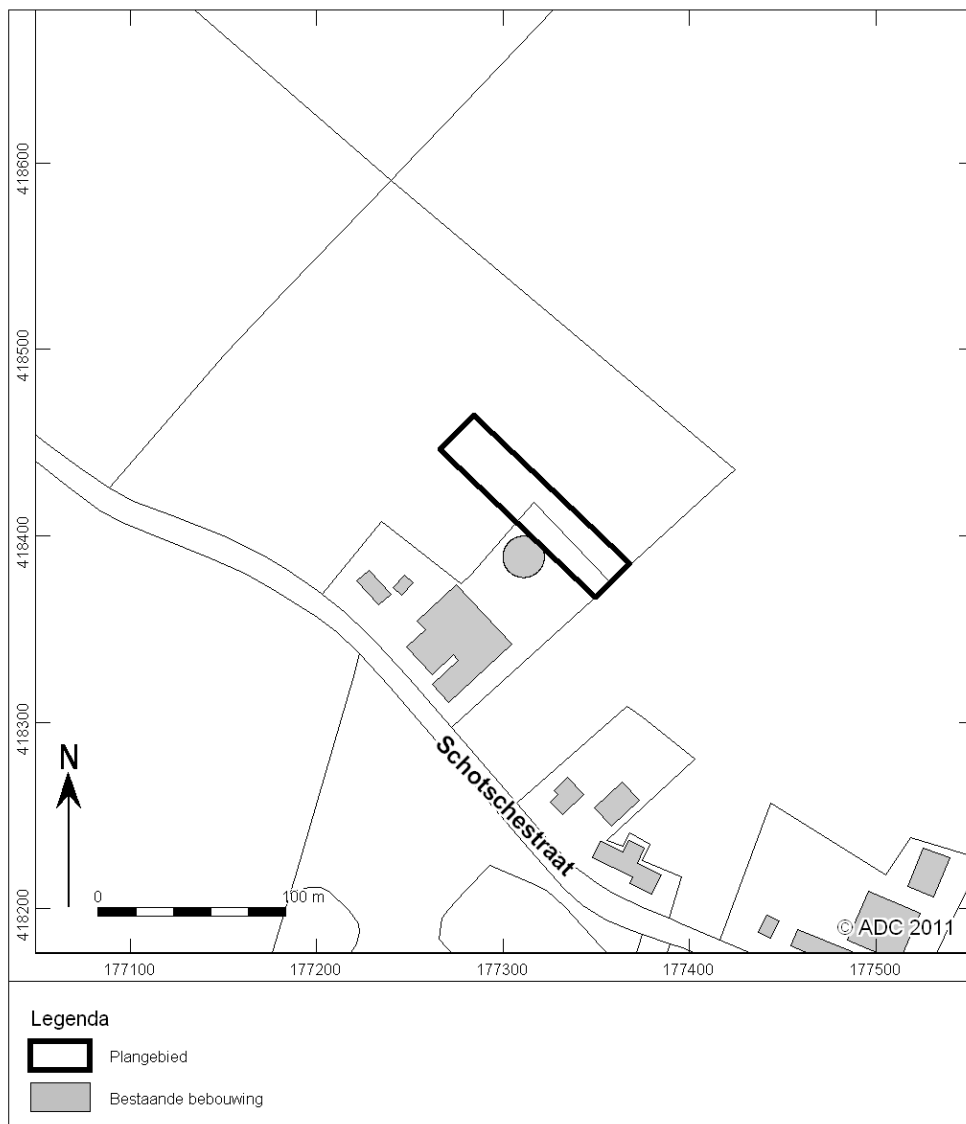 418600
418500
418400
418300
418200
Schotschestraat
N
0 100 m
© ADC 2011
177100 177200 177300 177400 177500
Legenda
Plangebied
Bestaande bebouwing